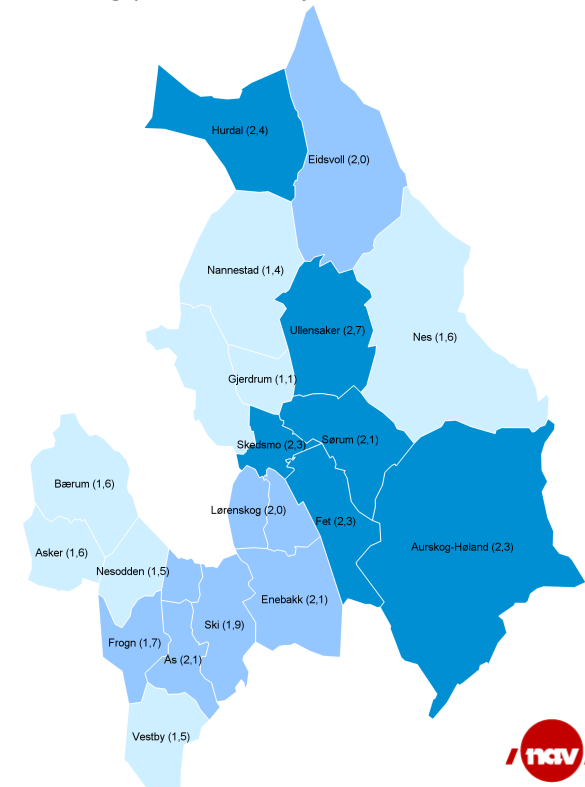 Hurdal (2,4)
Eidsvoll (2,0)
Nannestad (1,4)
Ullensaker (2,7)
Nes (1,6)
Gjerdrum (1,1)
Skedsmo (2,3)
Sørum (2,1)
Bærum (1,6)
Lørenskog (2,0)
Fet (2,3)
Aurskog-Høland (2,3)
Asker (1,6)
Nesodden (1,5)
Enebakk (2,1)
Ski (1,9)
Frogn (1,7)
Ås (2,1)
Vestby (1,5)
nav